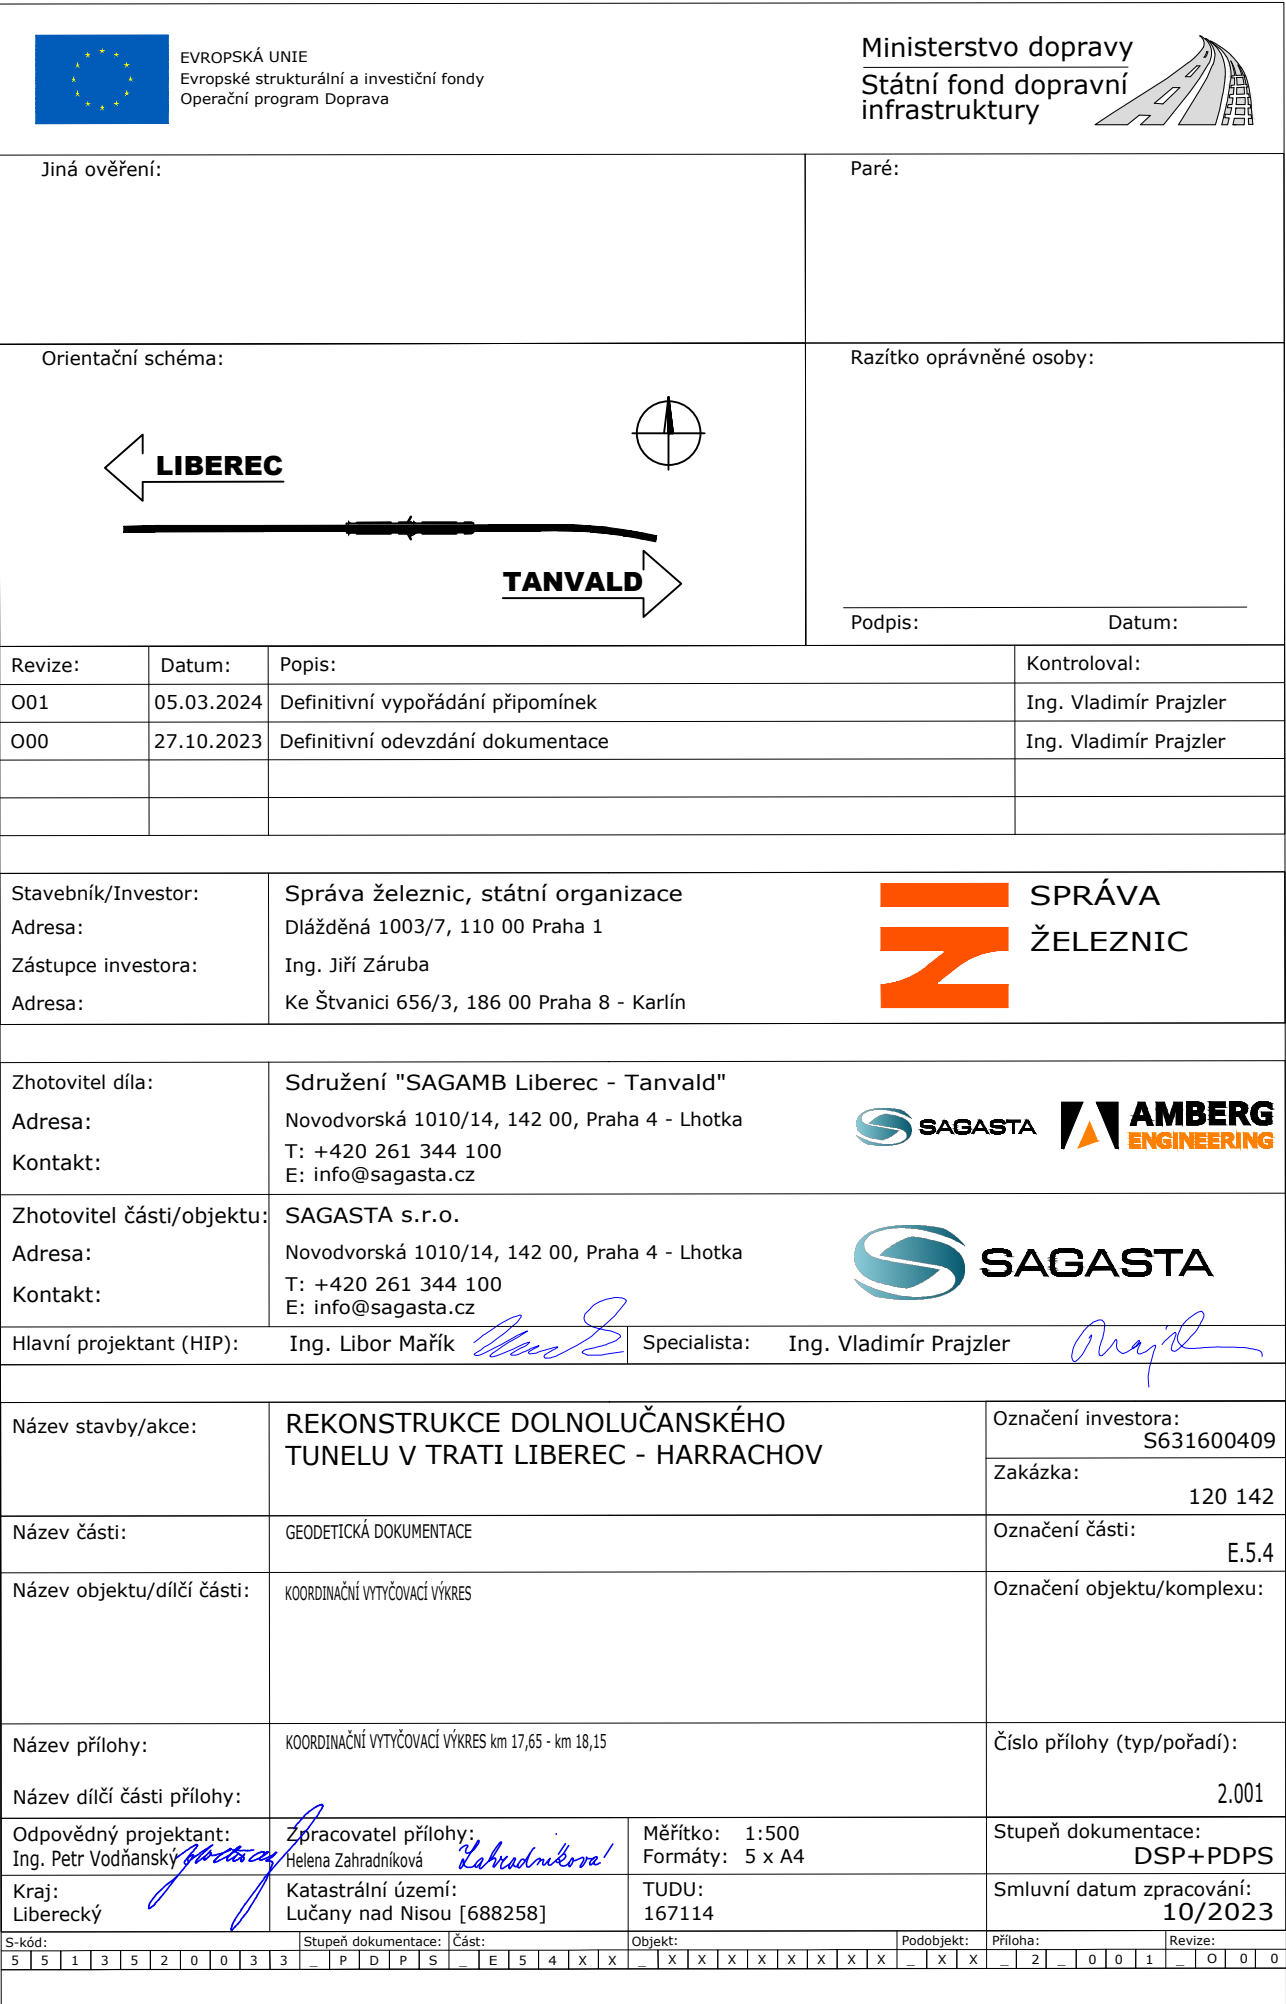 EVROPSKÁ UNIE
Evropské strukturální a investiční fondy
Operační program Doprava
Ministerstvo dopravy
Státní fond dopravní
infrastruktury
Jiná ověření:
Paré:
Orientační schéma:
Razítko oprávněné osoby:
LIBEREC
TANVALD
Podpis: Datum:
Revize: Datum: Popis: Kontroloval:
O01 05.03.2024 Definitivní vypořádání připomínek Ing. Vladimír Prajzler
O00 27.10.2023 Definitivní odevzdání dokumentace Ing. Vladimír Prajzler
Stavebník/Investor: Správa železnic, státní organizace
Adresa: Dlážděná 1003/7, 110 00 Praha 1
Zástupce investora: Ing. Jiří Záruba
Adresa: Ke Štvanici 656/3, 186 00 Praha 8 - Karlín
SPRÁVA
ŽELEZNIC
Zhotovitel díla: Sdružení "SAGAMB Liberec - Tanvald"
Adresa: Novodvorská 1010/14, 142 00, Praha 4 - Lhotka
Kontakt: T: +420 261 344 100
E: info@sagasta.cz
SAGASTA
AMBERG
ENGINEERING
Zhotovitel části/objektu: SAGASTA s.r.o.
Adresa: Novodvorská 1010/14, 142 00, Praha 4 - Lhotka
Kontakt: T: +420 261 344 100
E: info@sagasta.cz
SAGASTA
Hlavní projektant (HIP): Ing. Libor Mařík Specialista: Ing. Vladimír Prajzler
Název stavby/akce: REKONSTRUKCE DOLNOLUČANSKÉHO
TUNELU V TRATI LIBEREC - HARRACHOV
Označení investora:
S631600409
Zakázka:
120 142
Název části: GEODETICKÁ DOKUMENTACE
Označení části:
E.5.4
Název objektu/dílčí části: KOORDINAČNÍ VYTYČOVACÍ VÝKRES
Označení objektu/komplexu:
Název přílohy: KOORDINAČNÍ VYTYČOVACÍ VÝKRES km 17,65 - km 18,15
Číslo přílohy (typ/pořadí):
Název dílčí části přílohy:
2.001
Odpovědný projektant:
Ing. Petr Vodňanský
Zpracovatel přílohy:
Helena Zahradníková Zahradníková
Měřítko: 1:500
Formáty: 5 x A4
Stupeň dokumentace:
DSP+PDPS
Kraj:
Liberecký
Katastrální území:
Lučany nad Nisou [688258]
TUDU:
167114
Smluvní datum zpracování:
10/2023
S-kód: Stupeň dokumentace: Část: Objekt: Podobjekt: Příloha: Revize:
5 5 1 3 5 2 0 0 3 3 _ P D P S _ E 5 4 X X _ X X X X X X X X _ X X _ 2 _ 0 0 1 _ O 0 0